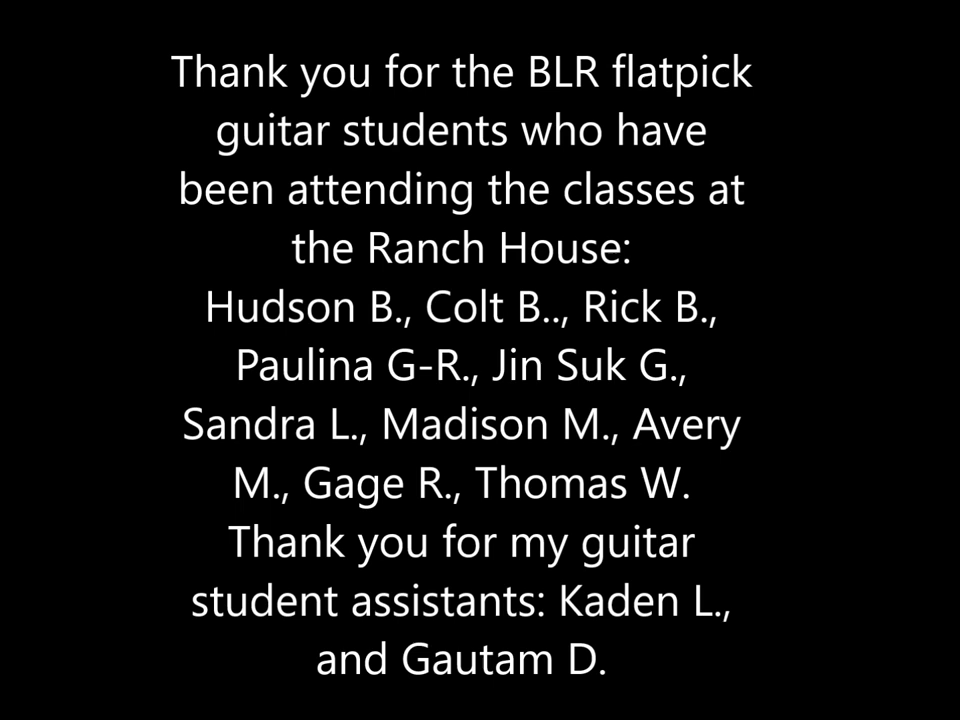 Thank you for the BLR flatpick
guitar students who have
been attending the classes at
the Ranch House:
Hudson B., Colt B.., Rick B.,
Paulina G-R., Jin Suk G.,
Sandra L., Madison M., Avery
M., Gage R., Thomas W.
Thank you for my guitar
student assistants: Kaden L.,
and Gautam D.